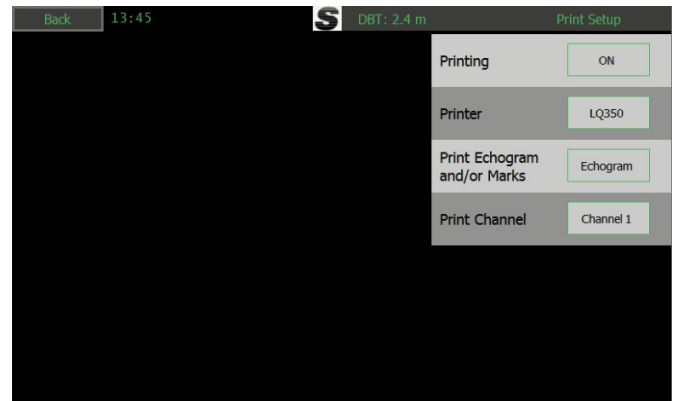 Back 13:45 S DBT: 2.4 m Print Setup
Printing ON
Printer LQ350
Print Echogram
and/or Marks Echogram
Print Channel Channel 1